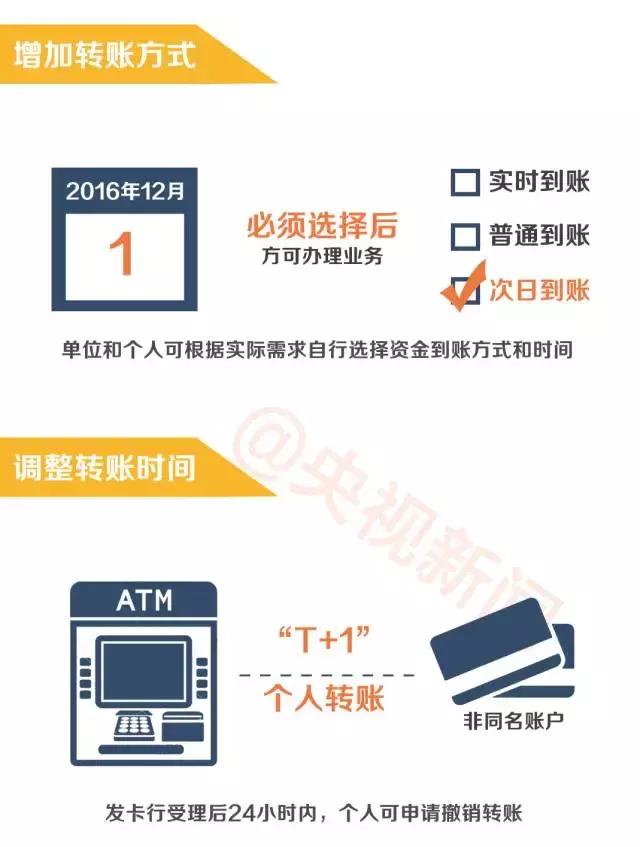 增加转账方式
2016年12月
1
必须选择后
方可办理业务
实时到账
普通到账
次日到账
单位和个人可根据实际需求自行选择资金到账方式和时间
@央视新闻
调整转账时间
ATM
“T+1”
个人转账
非同名账户
发卡行受理后24小时内，个人可申请撤销转账